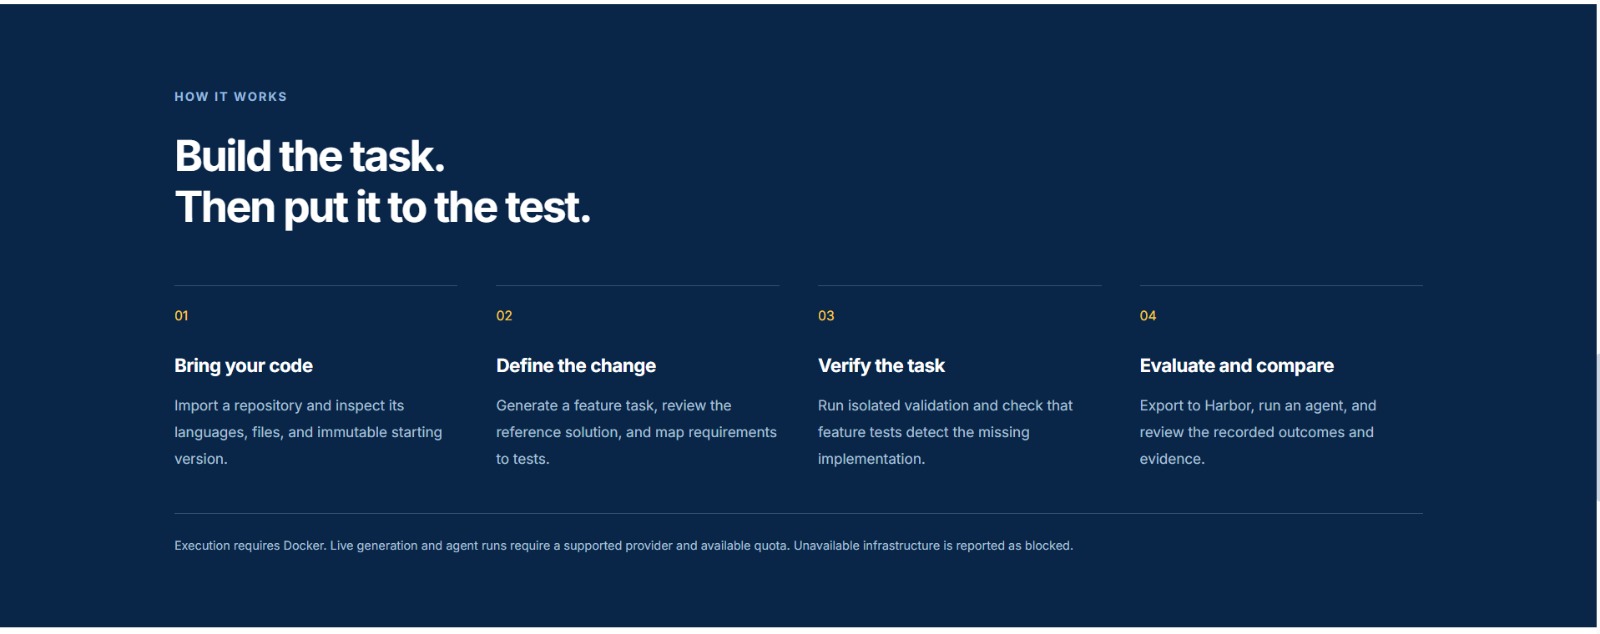 HOW IT WORKS
Build the task.
Then put it to the test.
01
Bring your code
Import a repository and inspect its
languages, files, and immutable starting
version.
02
Define the change
Generate a feature task, review the
reference solution, and map requirements
to tests.
03
Verify the task
Run isolated validation and check that
feature tests detect the missing
implementation.
04
Evaluate and compare
Export to Harbor, run an agent, and
review the recorded outcomes and
evidence.
Execution requires Docker. Live generation and agent runs require a supported provider and available quota. Unavailable infrastructure is reported as blocked.